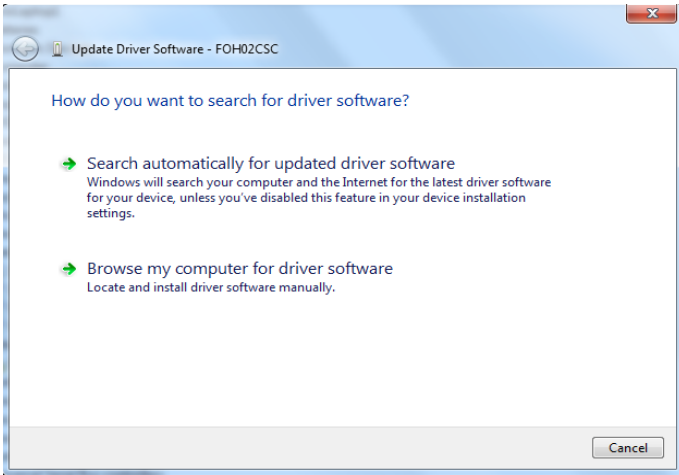 Update Driver Software - FOH02CSC
How do you want to search for driver software?
Search automatically for updated driver software
Windows will search your computer and the Internet for the latest driver software
for your device, unless you've disabled this feature in your device installation
settings.
Browse my computer for driver software
Locate and install driver software manually.
Cancel